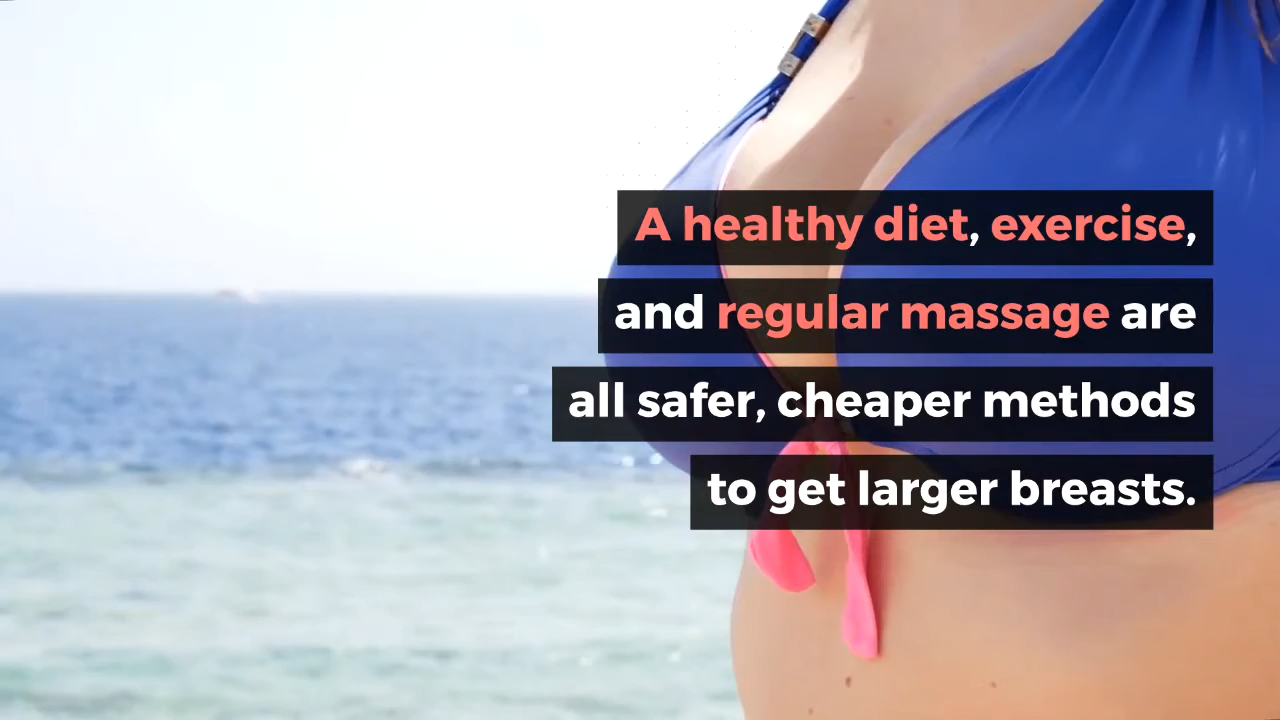 A healthy diet, exercise,
and regular massage are
all safer, cheaper methods
to get larger breasts.